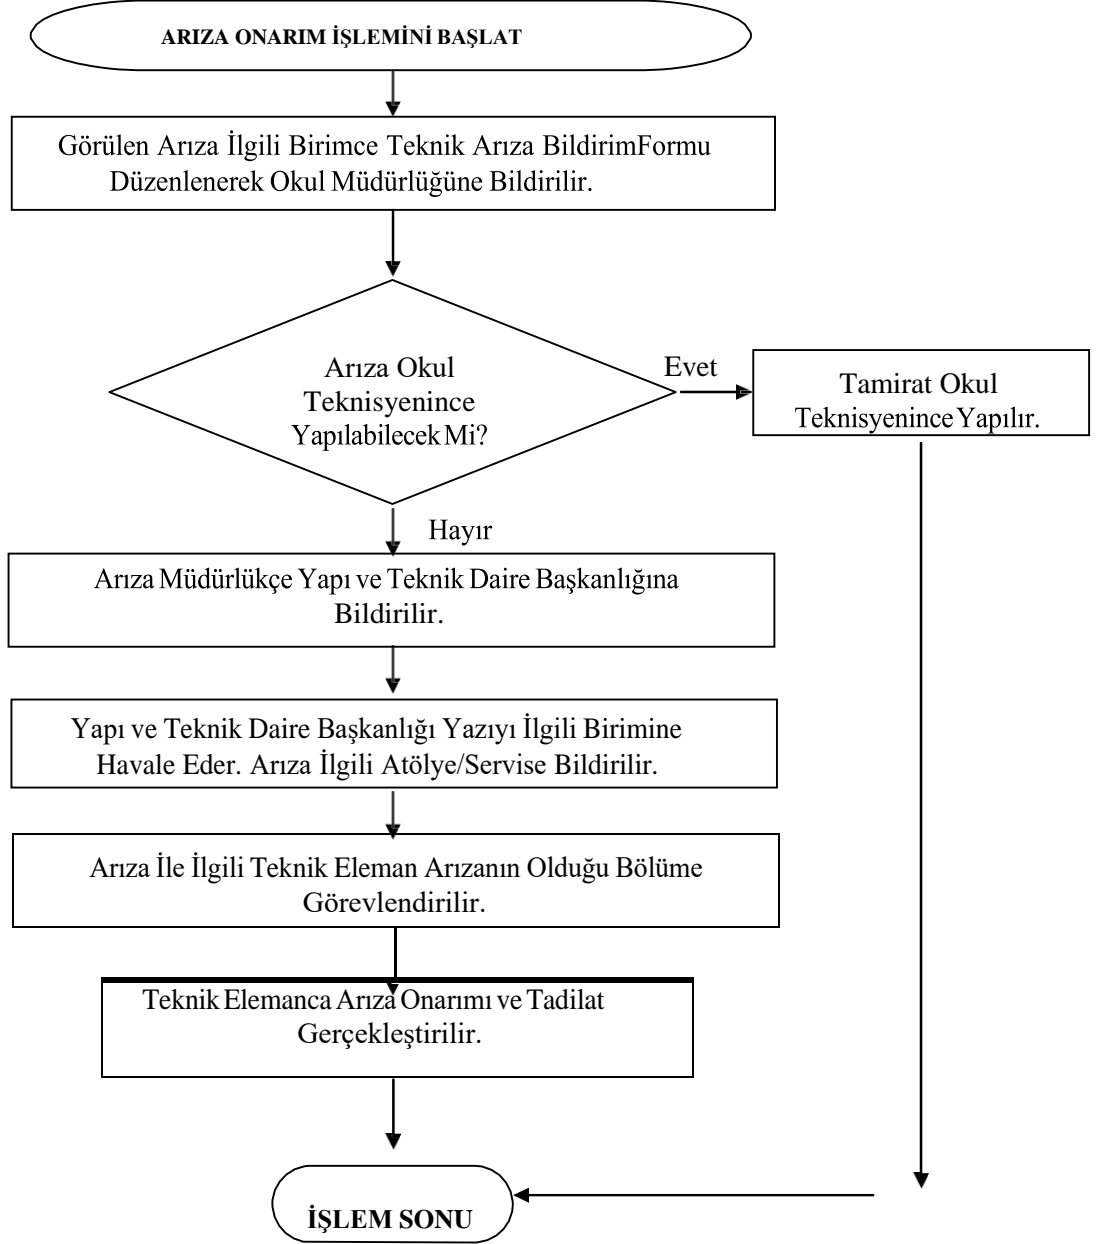 ARIZA ONARIM İŞLEMİNİ BAŞLAT
Görülen Arıza İlgili Birimce Teknik Arıza BildirimFormu
Düzenlenerek Okul Müdürlüğüne Bildirilir.
Arıza Okul
Teknisyenince
Yapılabilecek Mi?
Evet
Tamirat Okul
Teknisyenince Yapılır.
Hayır
Arıza Müdürlükçe Yapı ve Teknik Daire Başkanlığına
Bildirilir.
Yapı ve Teknik Daire Başkanlığı Yazıyı İlgili Birimine
Havale Eder. Arıza İlgili Atölye/Servise Bildirilir.
Arıza İle İlgili Teknik Eleman Arızanın Olduğu Bölüme
Görevlendirilir.
Teknik Elemanca Arıza Onarımı ve Tadilat
Gerçekleştirilir.
İŞLEM SONU